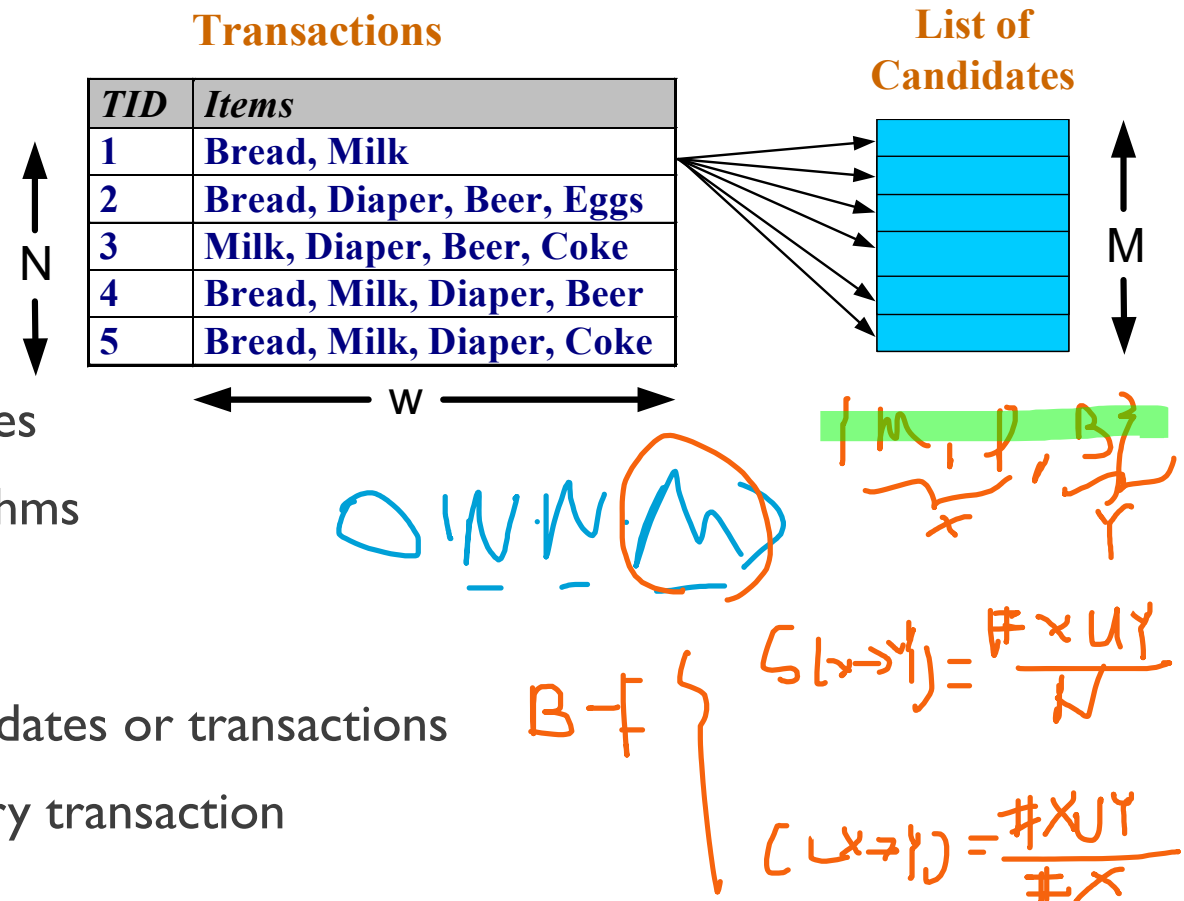 Transactions
List of
Candidates
TID Items
1 Bread, Milk
2 Bread, Diaper, Beer, Eggs
3 Milk, Diaper, Beer, Coke
4 Bread, Milk, Diaper, Beer
5 Bread, Milk, Diaper, Coke
N
M
w
es
hms
{M, D, B}
X Y
O(N·W·M)
dates or transactions
ry transaction
B-F {
S(X→Y) = #X∪Y
N
C(X→Y) = #X∪Y
#X